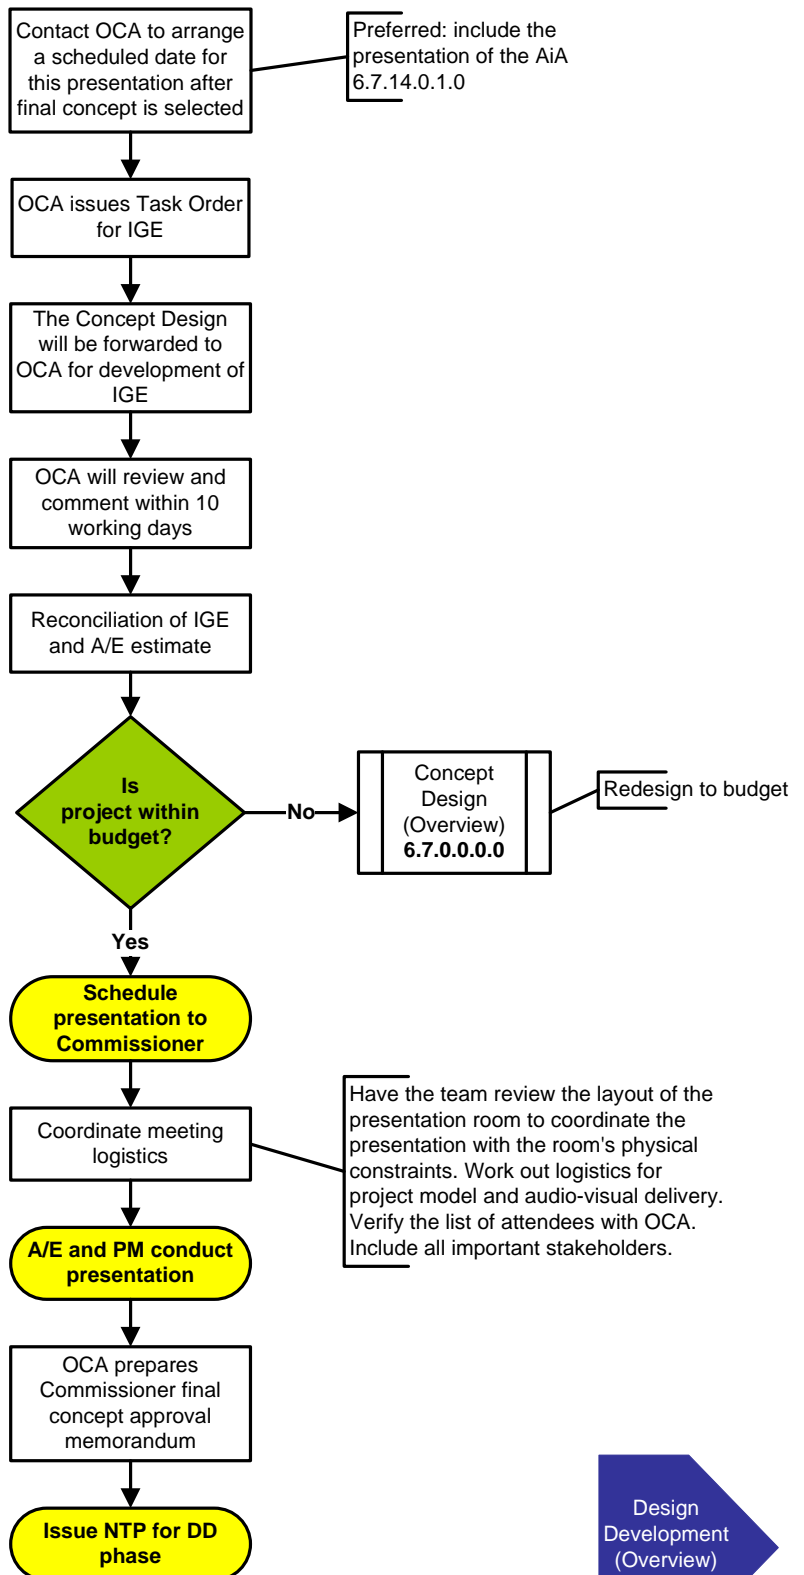 Contact OCA to arrange
a scheduled date for
this presentation after
final concept is selected
Preferred: include the
presentation of the AiA
6.7.14.0.1.0
OCA issues Task Order
for IGE
The Concept Design
will be forwarded to
OCA for development of
IGE
OCA will review and
comment within 10
working days
Reconciliation of IGE
and A/E estimate
Is
project within
budget?
No
Concept
Design
(Overview)
6.7.0.0.0.0
Redesign to budget
Yes
Schedule
presentation to
Commissioner
Coordinate meeting
logistics
Have the team review the layout of the
presentation room to coordinate the
presentation with the room's physical
constraints. Work out logistics for
project model and audio-visual delivery.
Verify the list of attendees with OCA.
Include all important stakeholders.
A/E and PM conduct
presentation
OCA prepares
Commissioner final
concept approval
memorandum
Issue NTP for DD
phase
Design
Development
(Overview)